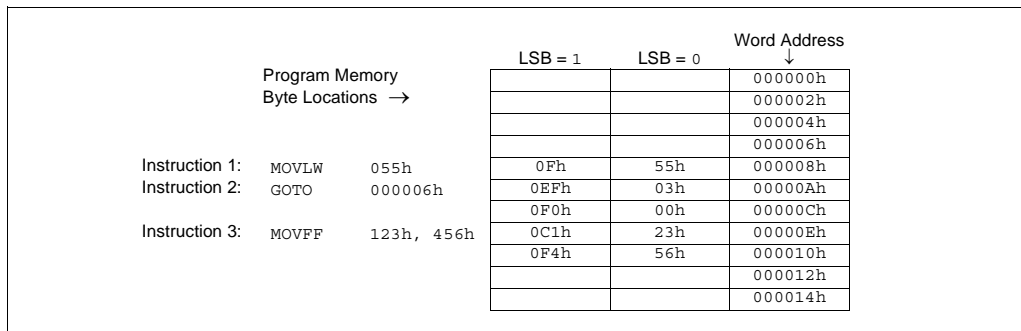 Word Address
LSB = 1 LSB = 0 ↓
Program Memory 000000h
Byte Locations → 000002h
000004h
000006h
Instruction 1: MOVLW 055h 0Fh 55h 000008h
Instruction 2: GOTO 000006h 0EFh 03h 00000Ah
0F0h 00h 00000Ch
Instruction 3: MOVFF 123h, 456h 0C1h 23h 00000Eh
0F4h 56h 000010h
000012h
000014h